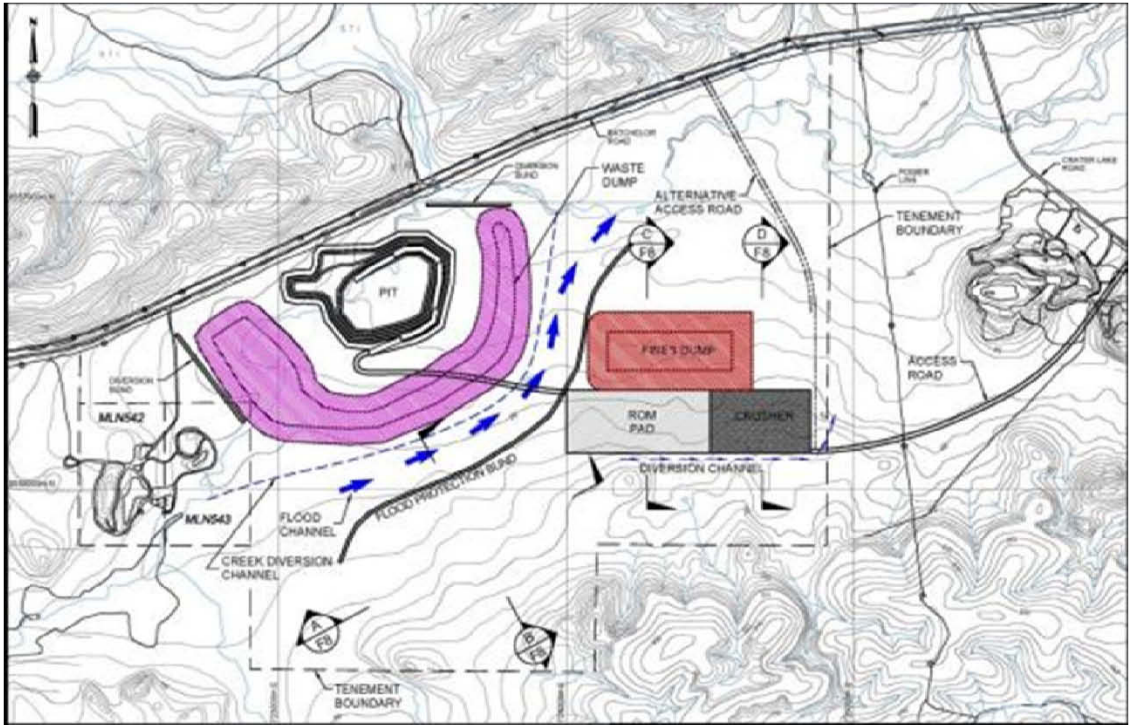 N
BATCHELOR
ROAD
DIVERSION
BUND
WASTE
DUMP
CRATER LAKE
ROAD
POWER
LINE
ALTERNATIVE
ACCESS ROAD
TENEMENT
BOUNDARY
C
F8
D
F8
PIT
FINES DUMP
ACCESS
ROAD
DIVERSION
BUND
MLN542
ROM
PAD
CRUSHER
DIVERSION CHANNEL
FLOOD PROTECTION BUND
MLN543
FLOOD
CHANNEL
CREEK DIVERSION
CHANNEL
A
F8
B
F8
TENEMENT
BOUNDARY